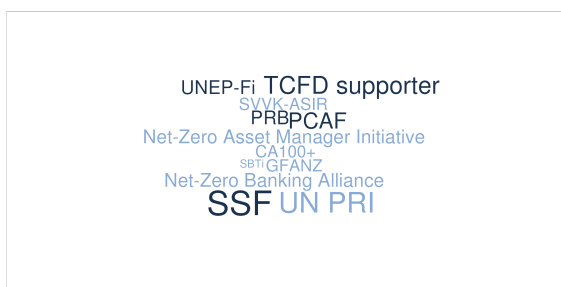 UNEP-Fi TCFD supporter
SVVK-ASIR
PRB PCAF
Net-Zero Asset Manager Initiative
CA100+
SBTi GFANZ
Net-Zero Banking Alliance
SSF UN PRI